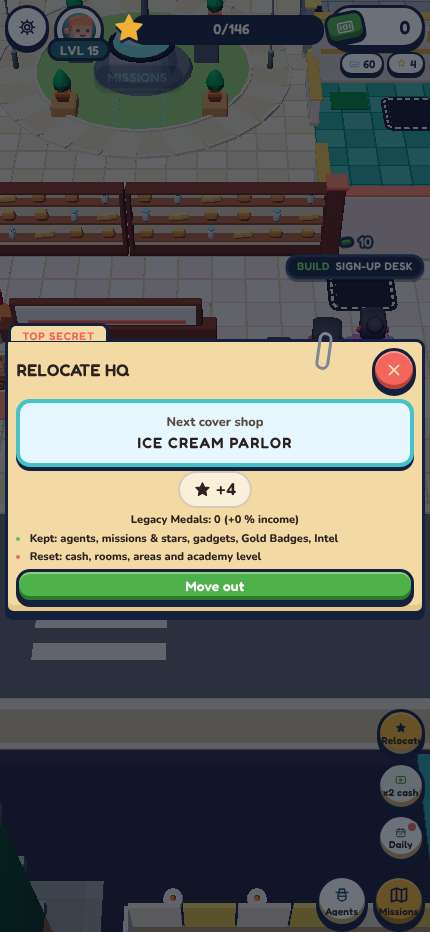 LVL 15
0/146
0
60
4
MISSIONS
10
BUILD SIGN-UP DESK
TOP SECRET
RELOCATE HQ
Next cover shop
ICE CREAM PARLOR
+4
Legacy Medals: 0 (+0 % income)
Kept: agents, missions & stars, gadgets, Gold Badges, Intel
Reset: cash, rooms, areas and academy level
Move out
Relocate
x2 cash
Daily
Agents
Missions